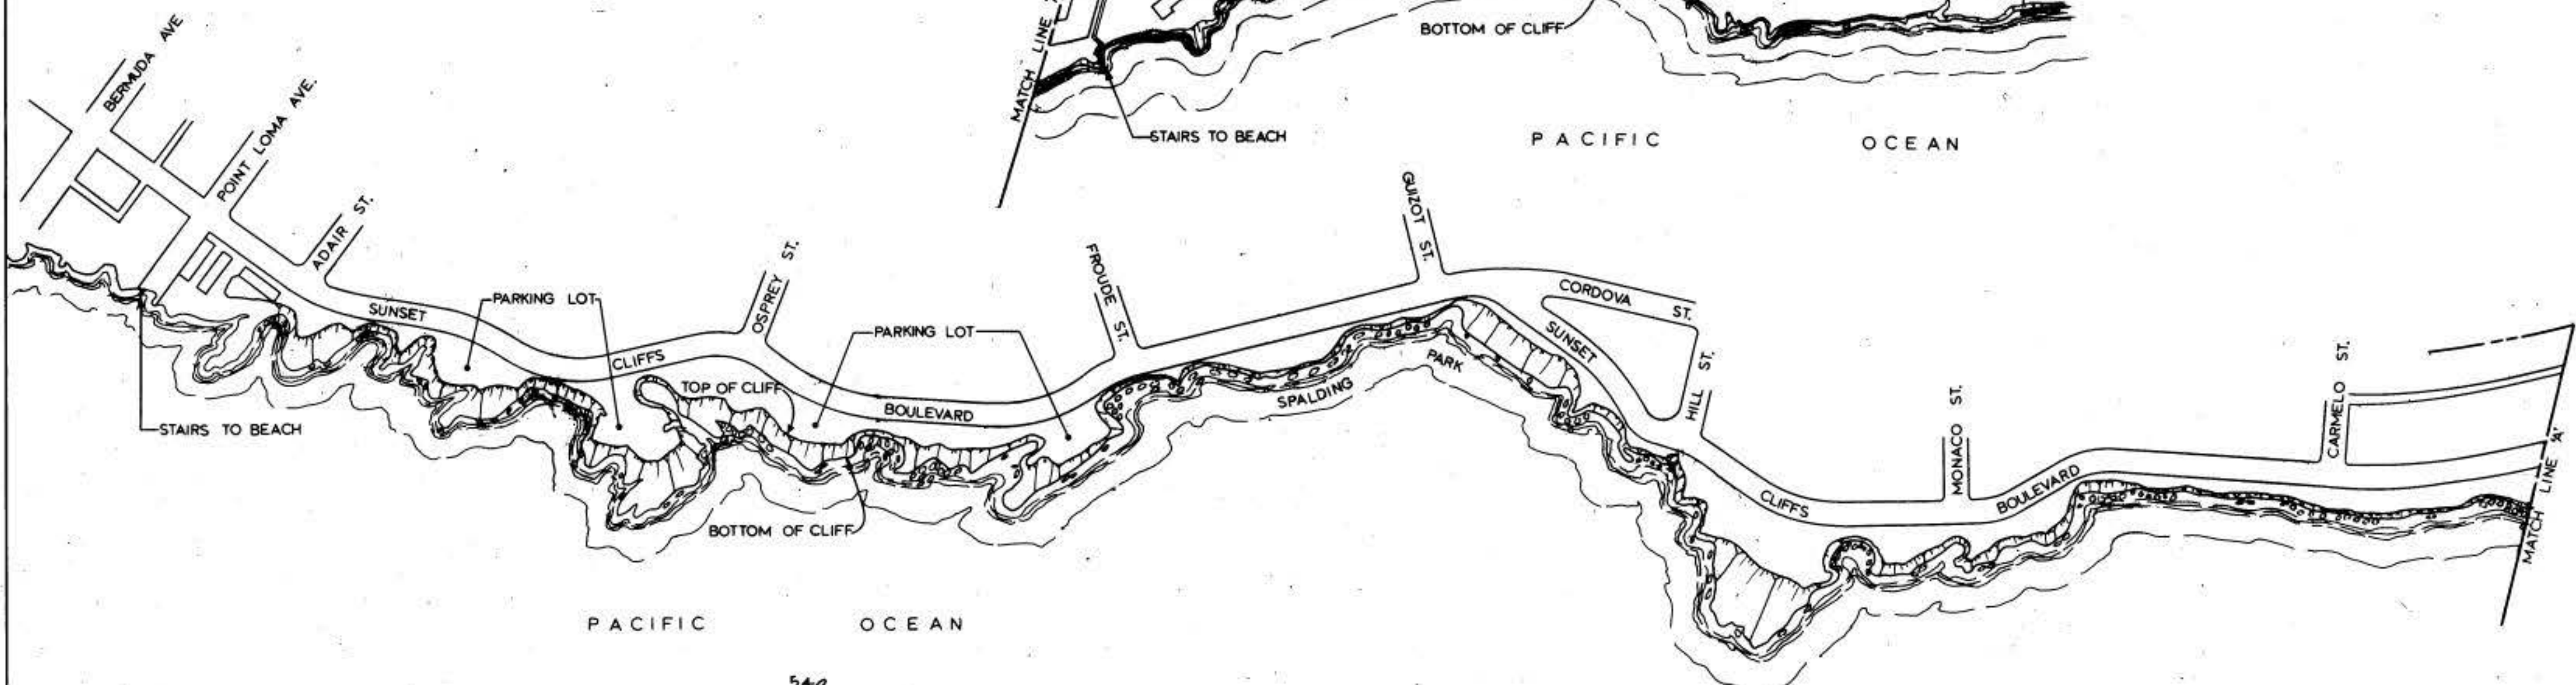 BERMUDA AVE
POINT LOMA AVE.
ADAIR ST.
STAIRS TO BEACH
SUNSET
PARKING LOT
CLIFFS
OSPREY ST.
TOP OF CLIFF
BOTTOM OF CLIFF
PARKING LOT
BOULEVARD
FROUDE ST.
SPALDING
PARK
GUIZOT ST.
CORDOVA ST.
SUNSET
HILL ST.
CLIFFS
MONACO ST.
BOULEVARD
CARMELO ST.
MATCH LINE 'A'
PACIFIC OCEAN
MATCH LINE
STAIRS TO BEACH
BOTTOM OF CLIFF
PACIFIC OCEAN